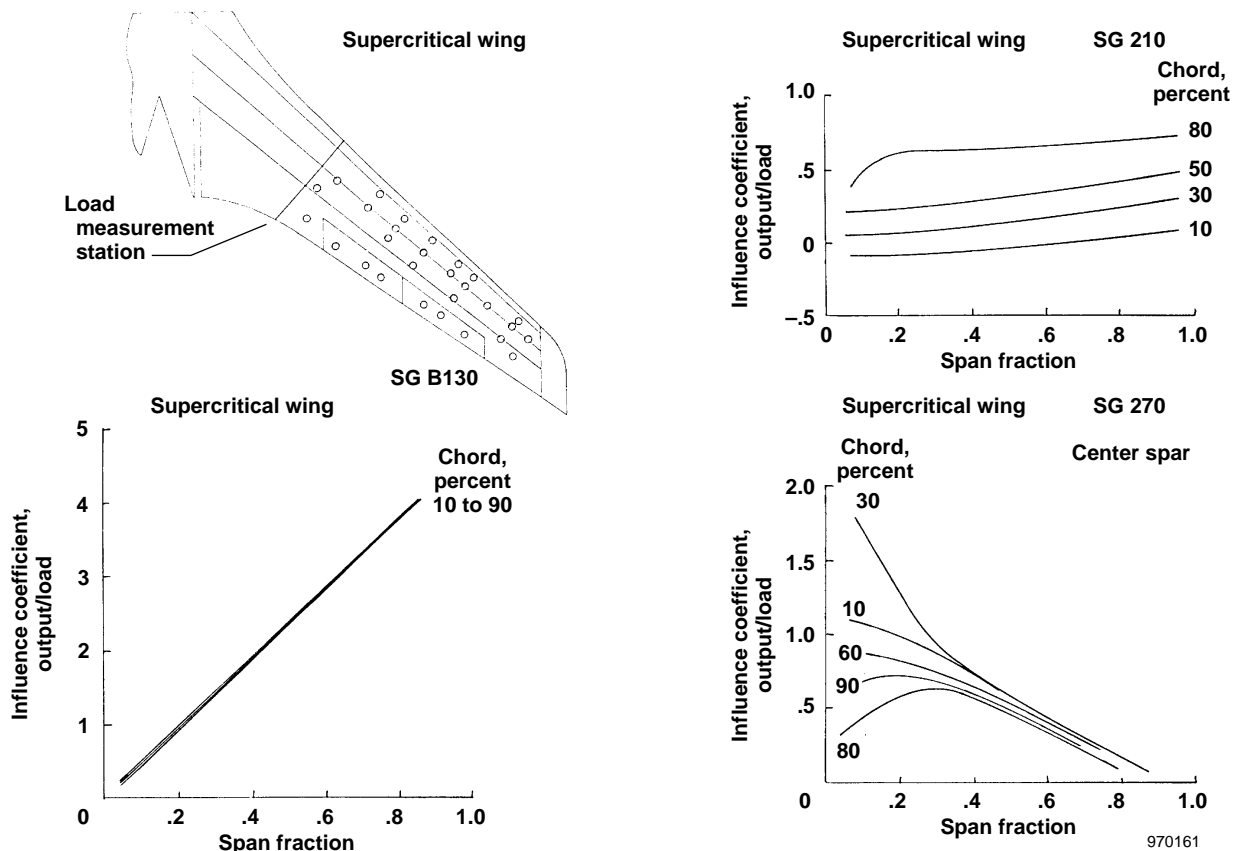 Supercritical wing
Load
measurement
station
SG B130
Supercritical wing
5
4
3
2
1
0
.2
.4
.6
.8
1.0
Influence coefficient,
output/load
Span fraction
Chord,
percent
10 to 90
Supercritical wing SG 210
Chord,
percent
1.0
.5
0
–.5
80
50
30
10
0
.2
.4
.6
.8
1.0
Influence coefficient,
output/load
Span fraction
Supercritical wing SG 270
Chord,
percent
Center spar
2.0
1.5
1.0
.5
0
30
10
60
90
80
.2
.4
.6
.8
1.0
Influence coefficient,
output/load
Span fraction
970161